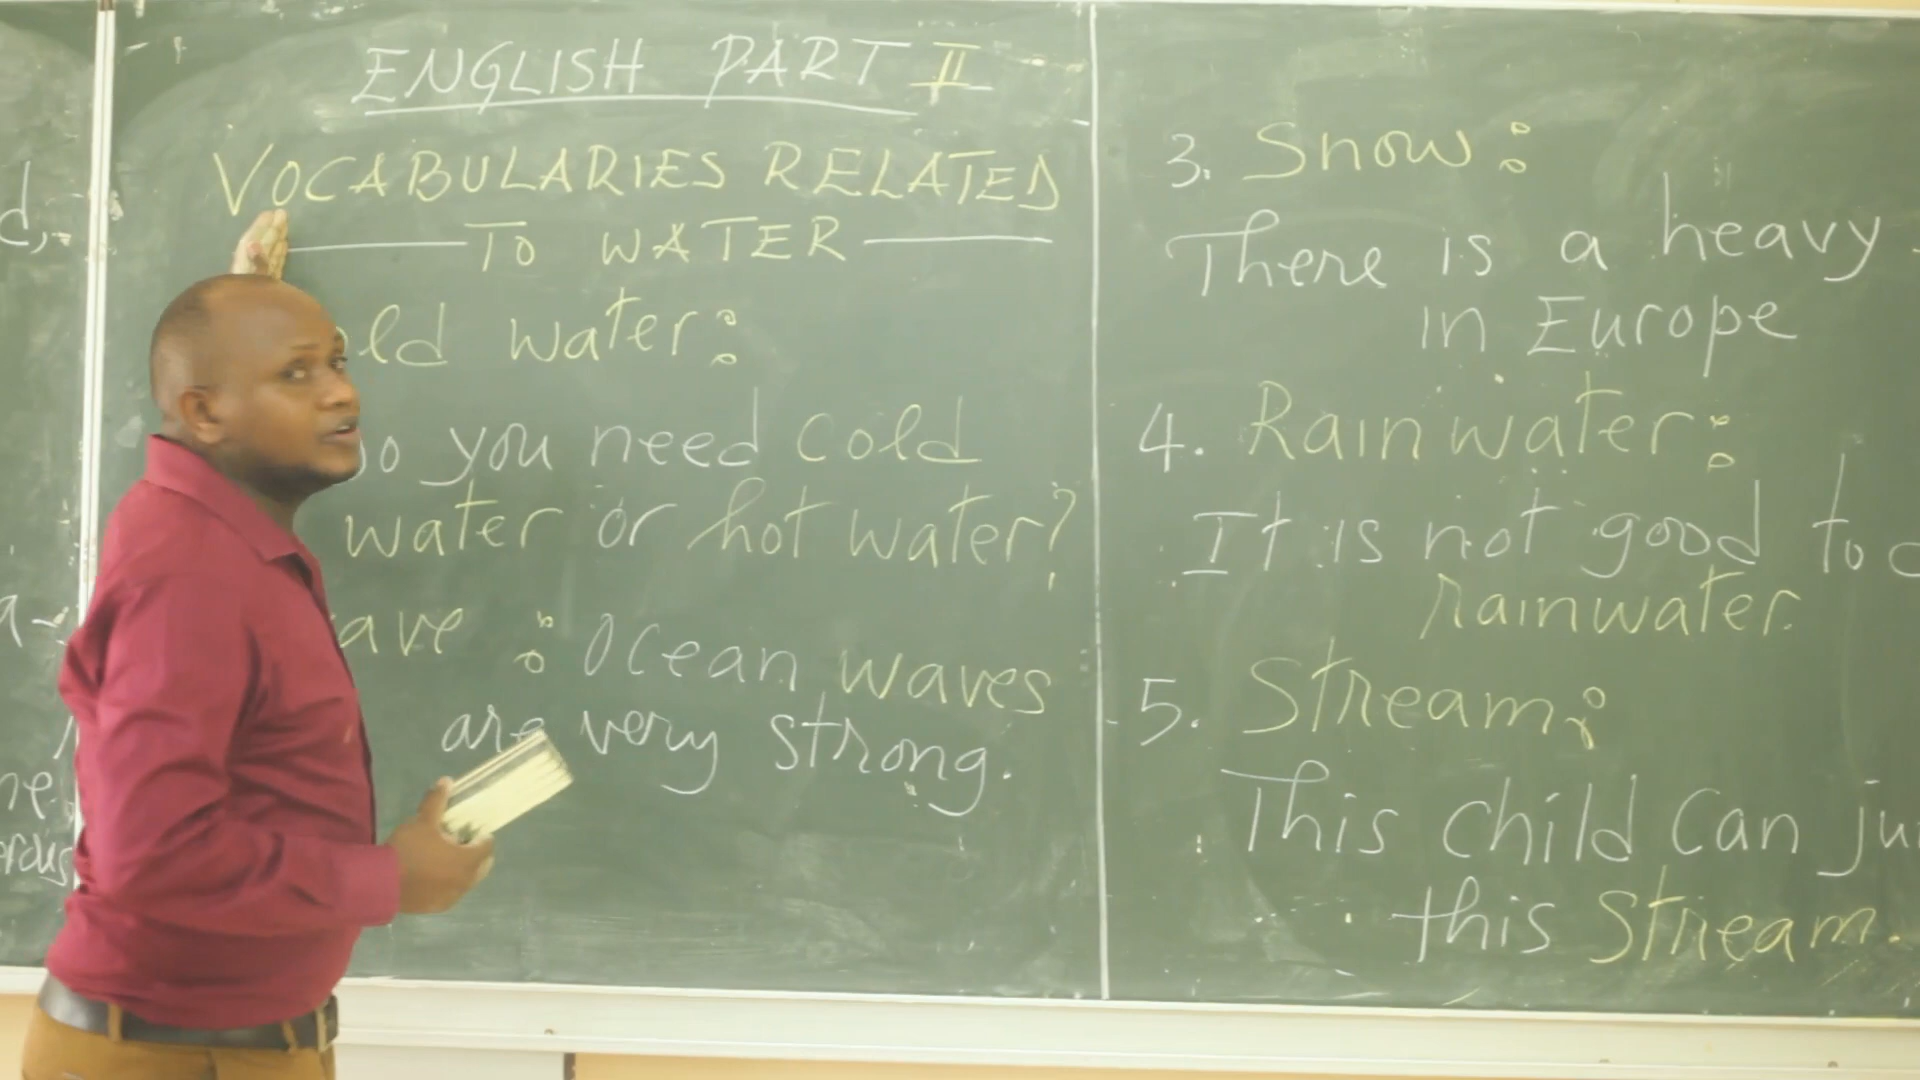 ENGLISH PART II
VOCABULARIES RELATED
TO WATER
old water:
Do you need cold
water or hot water?
ave : Ocean waves
are very strong.
3. Snow:
There is a heavy
in Europe
4. Rainwater:
It is not good to
rainwater.
5. Stream:
This child can ju
this stream.